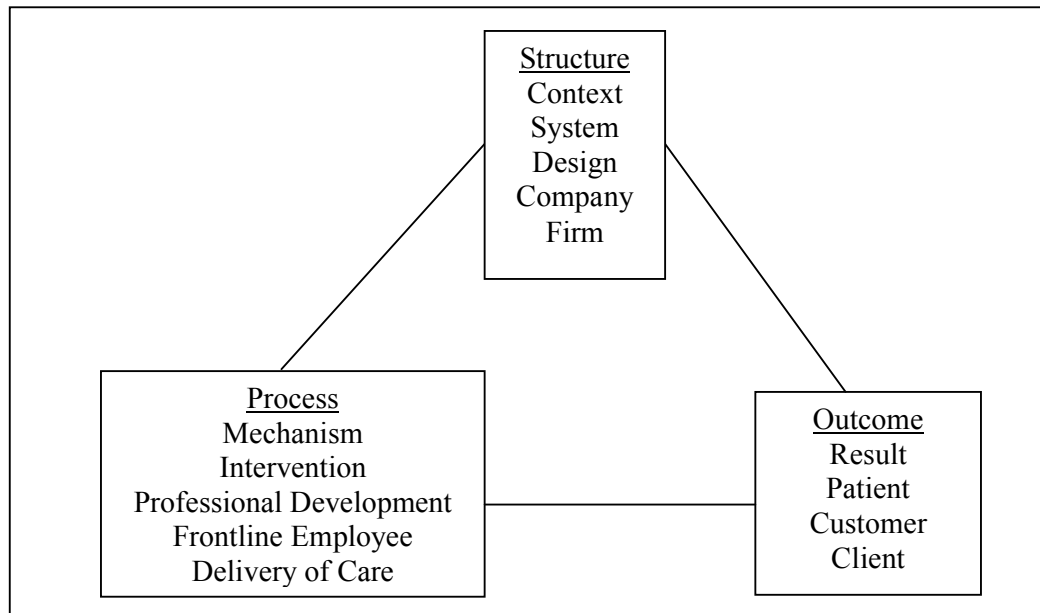 Structure
Context
System
Design
Company
Firm
Process
Mechanism
Intervention
Professional Development
Frontline Employee
Delivery of Care
Outcome
Result
Patient
Customer
Client